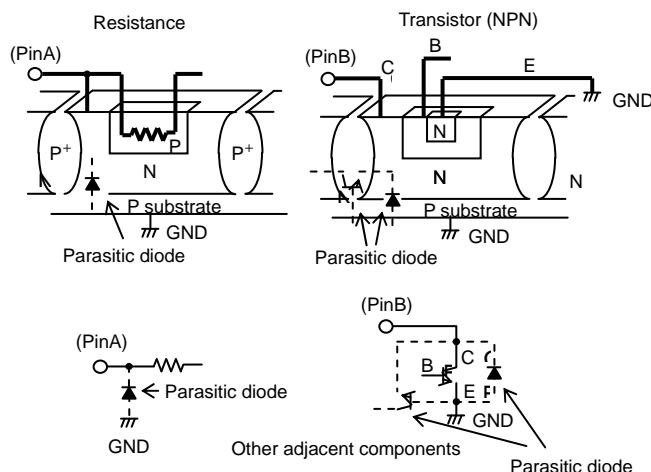 Resistance
Transistor (NPN)
(PinA)
(PinB)
C
B
E
GND
P
N
P+
N
P+
N
N
P substrate
P substrate
GND
GND
Parasitic diode
Parasitic diode
(PinB)
(PinA)
C
B
Parasitic diode
E
GND
GND
Other adjacent components
Parasitic diode